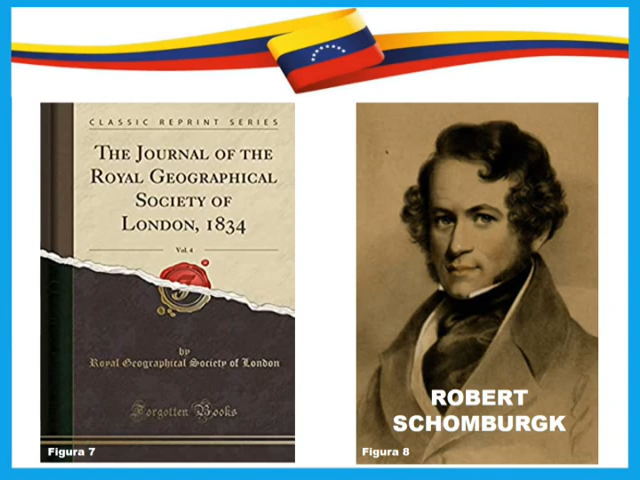 CLASSIC REPRINT SERIES
THE JOURNAL OF THE
ROYAL GEOGRAPHICAL
SOCIETY OF
LONDON, 1834
Vol. 4
by
Royal Geographical Society of London
Forgotten Books
Figura 7
ROBERT
SCHOMBURGK
Figura 8